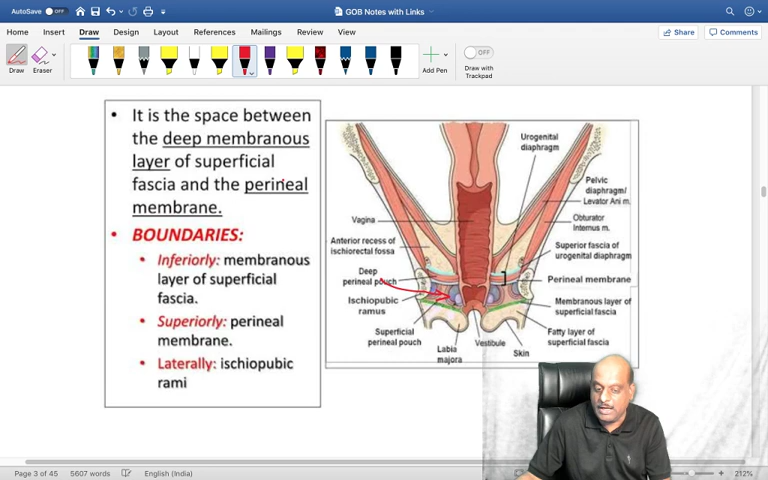 AutoSave OFF
GOB Notes with Links
Home Insert Draw Design Layout References Mailings Review View Share Comments
Draw Eraser Add Pen Draw with Trackpad OFF
• It is the space between
the deep membranous
layer of superficial
fascia and the perineal
membrane.
• BOUNDARIES:
• Inferiorly: membranous
layer of superficial
fascia.
• Superiorly: perineal
membrane.
• Laterally: ischiopubic
rami
Urogenital
diaphragm
Pelvic
diaphragm/
Levator Ani m.
Vagina
Obturator
Internus m.
Anterior recess of
ischiorectal fossa
Superficial fascia of
urogenital diaphragm
Deep
perineal pouch
Perineal membrane
Ischiopubic
ramus
Membranous layer of
superficial fascia
Superficial
perineal pouch
Labia
majora
Vestibule
Skin
Fatty layer of
superficial fascia
Page 3 of 45 5607 words English (India) 212%